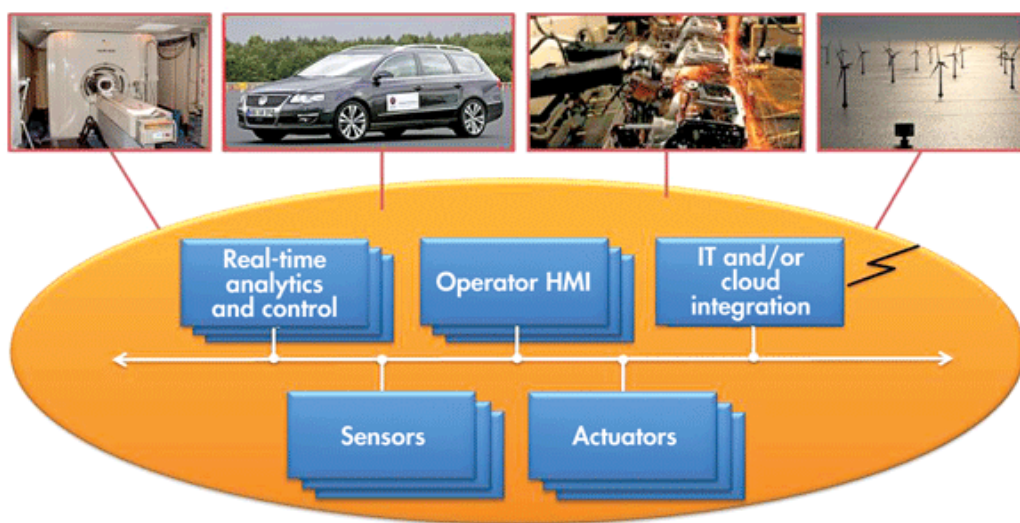 Real-time
analytics
and control
Operator HMI
IT and/or
cloud
integration
Sensors
Actuators